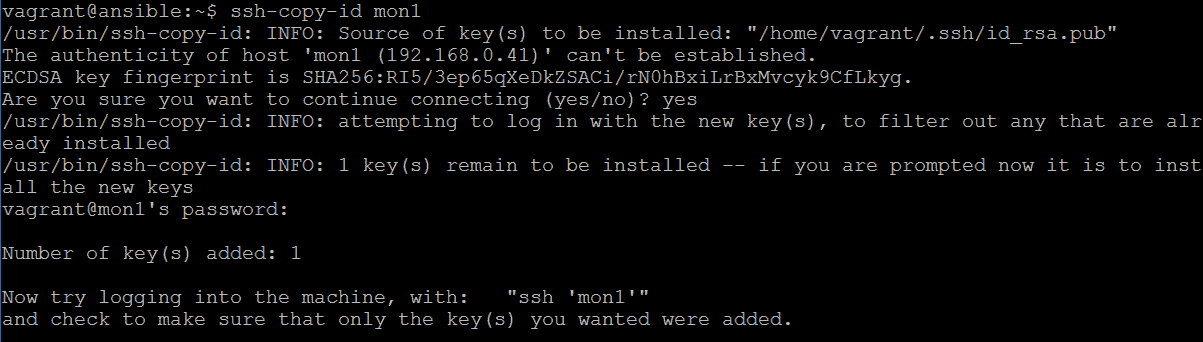 vagrant@ansible:~$ ssh-copy-id mon1
/usr/bin/ssh-copy-id: INFO: Source of key(s) to be installed: "/home/vagrant/.ssh/id_rsa.pub"
The authenticity of host 'mon1 (192.168.0.41)' can't be established.
ECDSA key fingerprint is SHA256:RI5/3ep65qXeDkZSACi/rN0hBxiLrBxMvcyk9CfLkyg.
Are you sure you want to continue connecting (yes/no)? yes
/usr/bin/ssh-copy-id: INFO: attempting to log in with the new key(s), to filter out any that are alr
eady installed
/usr/bin/ssh-copy-id: INFO: 1 key(s) remain to be installed -- if you are prompted now it is to inst
all the new keys
vagrant@mon1's password:
Number of key(s) added: 1
Now try logging into the machine, with:   "ssh 'mon1'"
and check to make sure that only the key(s) you wanted were added.